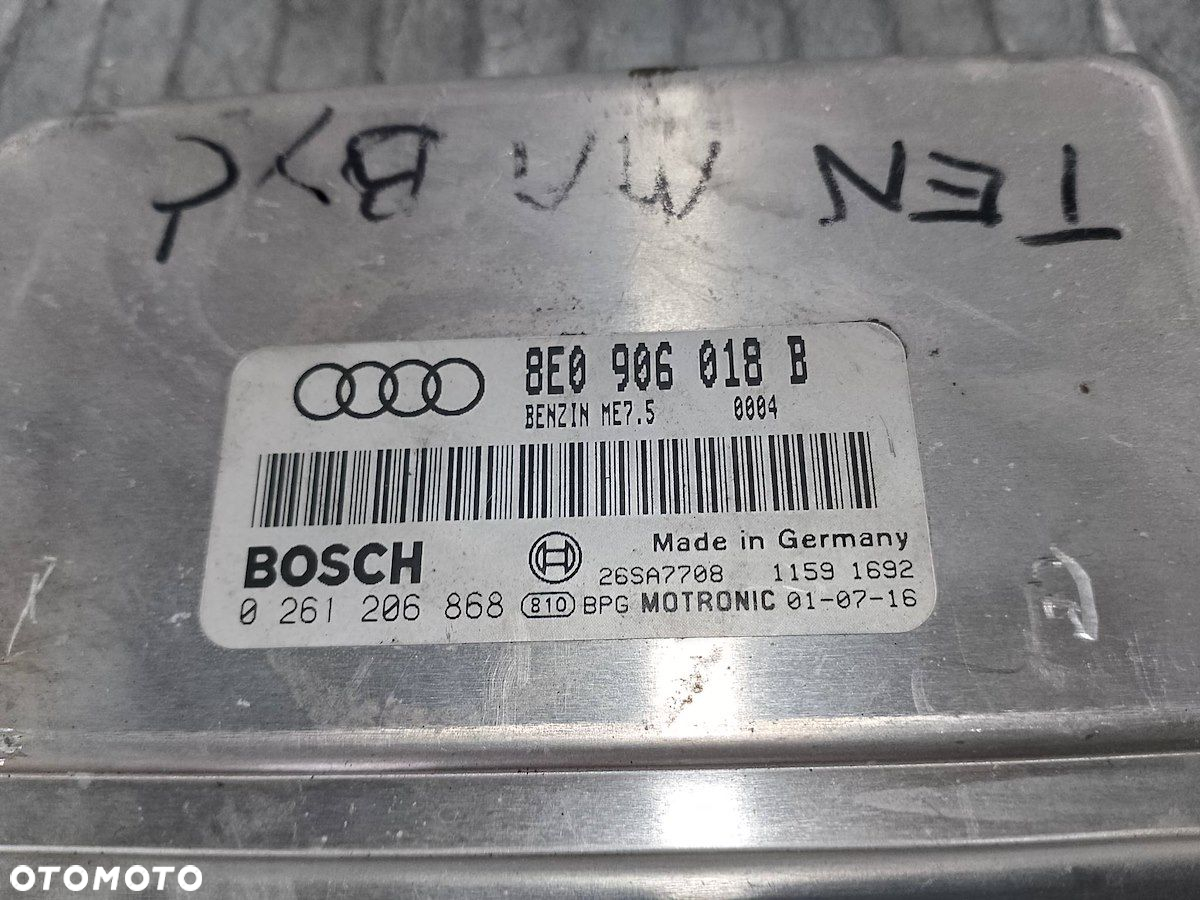 TEN MA BYĆ
8E0 906 018 B
BENZIN ME7.5 0004
Made in Germany
BOSCH
26SA7708 1159 1692
0 261 206 868 810 BPG MOTRONIC 01-07-16
OTOMOTO